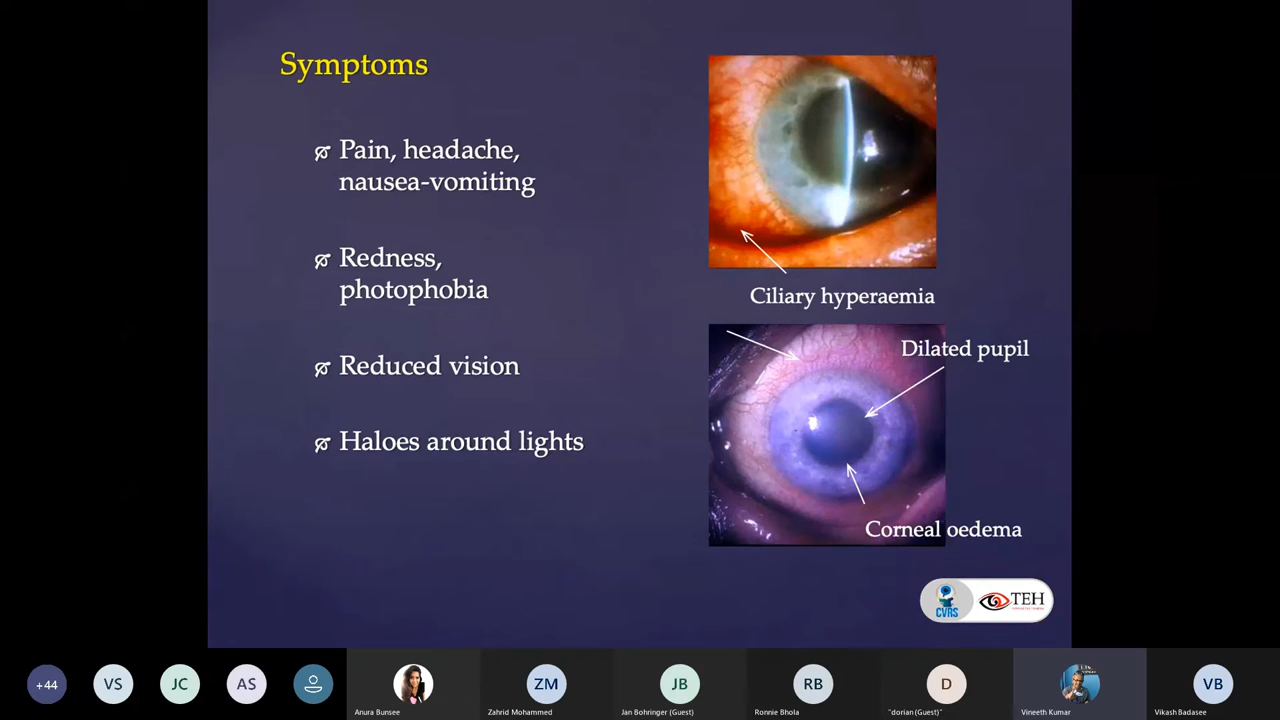 Symptoms
Pain, headache,
nausea-vomiting
Redness,
photophobia
Reduced vision
Haloes around lights
Ciliary hyperaemia
Dilated pupil
Corneal oedema
CVRS
TEH
+44
VS
JC
AS
Anura Bunsee
ZM
Zahrid Mohammed
JB
Jan Bohringer (Guest)
RB
Ronnie Bhola
D
"dorian (Guest)"
Vineeth Kumar
VB
Vikash Badasee